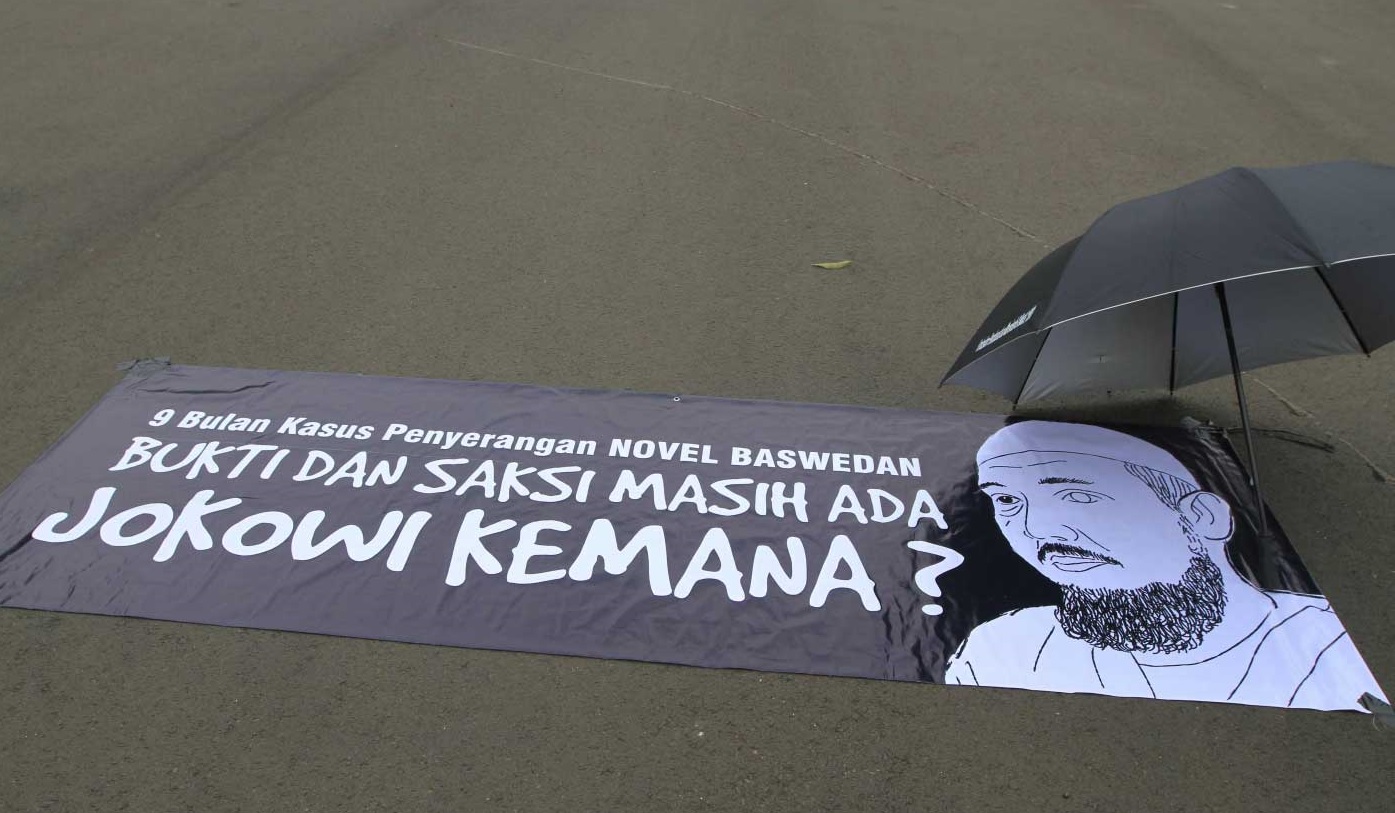 9 Bulan Kasus Penyerangan NOVEL BASWEDAN
BUKTI DAN SAKSI MASIH ADA
JOKOWI KEMANA ?